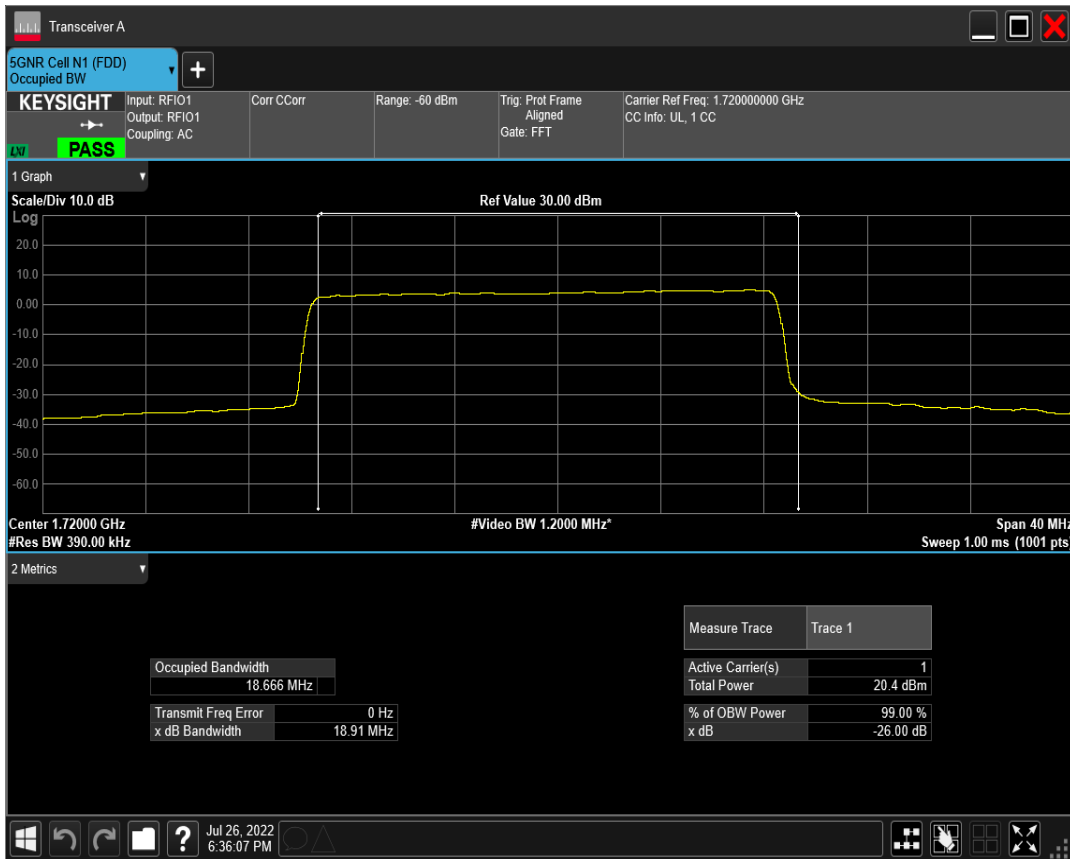 Transceiver A
5GNR Cell N1 (FDD)
Occupied BW
+
KEYSIGHT
LXI
PASS
Input: RFIO1
Output: RFIO1
Coupling: AC
Corr CCorr
Range: -60 dBm
Trig: Prot Frame
Aligned
Gate: FFT
Carrier Ref Freq: 1.720000000 GHz
CC Info: UL, 1 CC
1 Graph
Scale/Div 10.0 dB
Ref Value 30.00 dBm
Log
20.0
10.0
0.00
-10.0
-20.0
-30.0
-40.0
-50.0
-60.0
Center 1.72000 GHz
#Video BW 1.2000 MHz*
Span 40 MHz
#Res BW 390.00 kHz
Sweep 1.00 ms (1001 pts)
2 Metrics
Measure Trace Trace 1
Occupied Bandwidth
18.666 MHz
Active Carrier(s) 1
Total Power 20.4 dBm
Transmit Freq Error 0 Hz
x dB Bandwidth 18.91 MHz
% of OBW Power 99.00 %
x dB -26.00 dB
?
Jul 26, 2022
6:36:07 PM